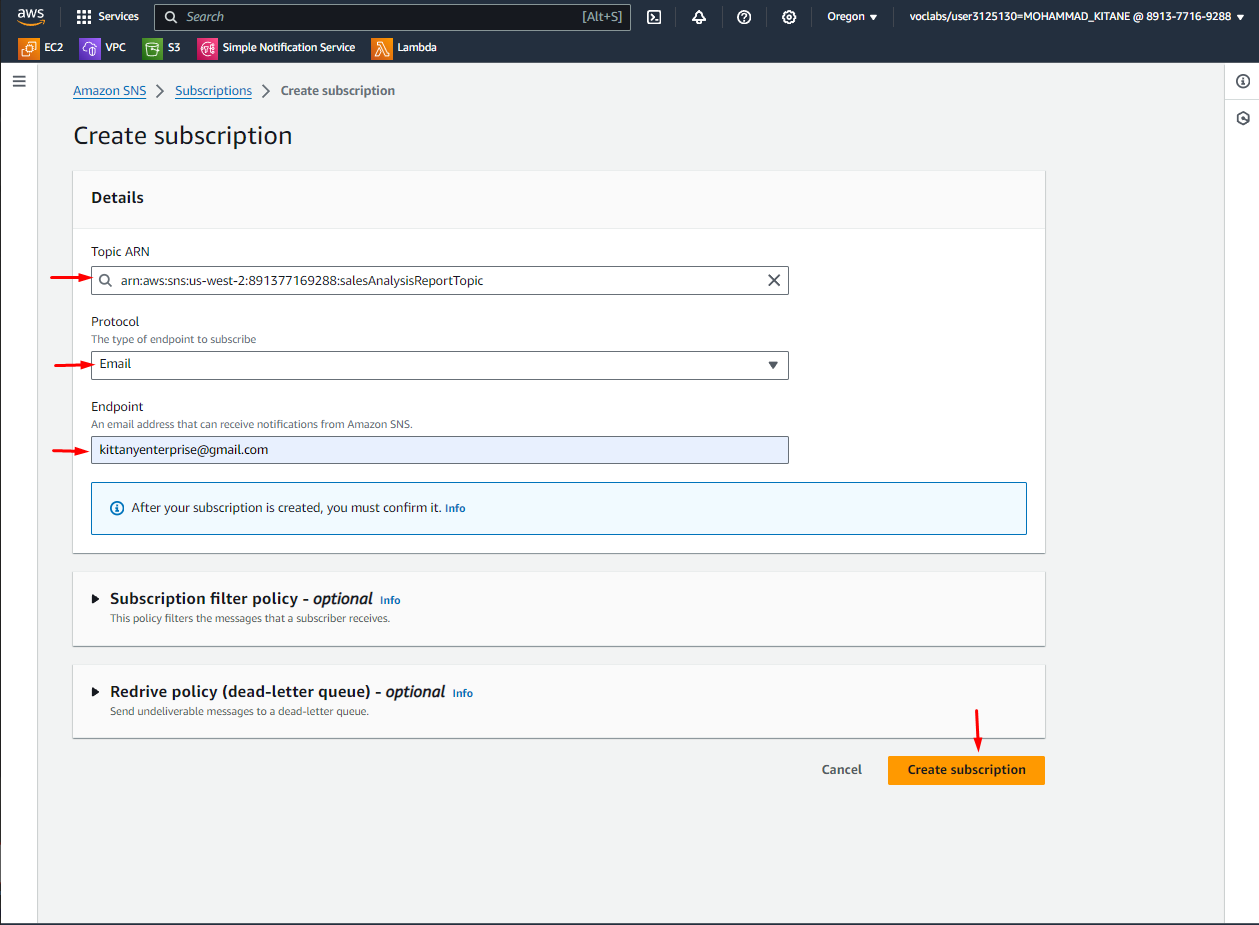 aws
Services
Search
[Alt+S]
Oregon
voclabs/user3125130=MOHAMMAD_KITANE @ 8913-7716-9288
EC2
VPC
S3
Simple Notification Service
Lambda
Amazon SNS
Subscriptions
Create subscription
Create subscription
Details
Topic ARN
arn:aws:sns:us-west-2:891377169288:salesAnalysisReportTopic
Protocol
The type of endpoint to subscribe
Email
Endpoint
An email address that can receive notifications from Amazon SNS.
kittanyenterprise@gmail.com
After your subscription is created, you must confirm it. Info
Subscription filter policy - optional Info
This policy filters the messages that a subscriber receives.
Redrive policy (dead-letter queue) - optional Info
Send undeliverable messages to a dead-letter queue.
Cancel
Create subscription